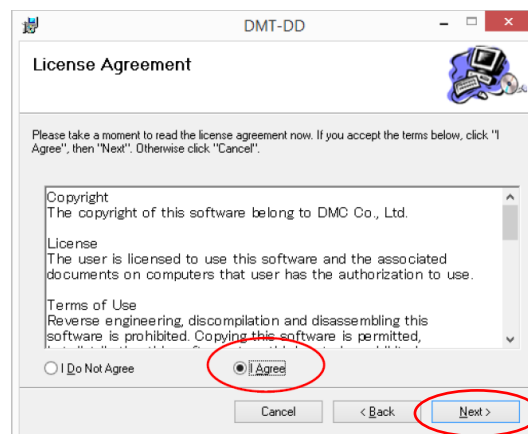 DMT-DD
License Agreement
Please take a moment to read the license agreement now. If you accept the terms below, click "I
Agree", then "Next". Otherwise click "Cancel".
Copyright
The copyright of this software belong to DMC Co., Ltd.
License
The user is licensed to use this software and the associated
documents on computers that user has the authorization to use.
Terms of Use
Reverse engineering, discompilation and disassembling this
software is prohibited. Copying this software is permitted,
I Do Not Agree
I Agree
Cancel
< Back
Next >